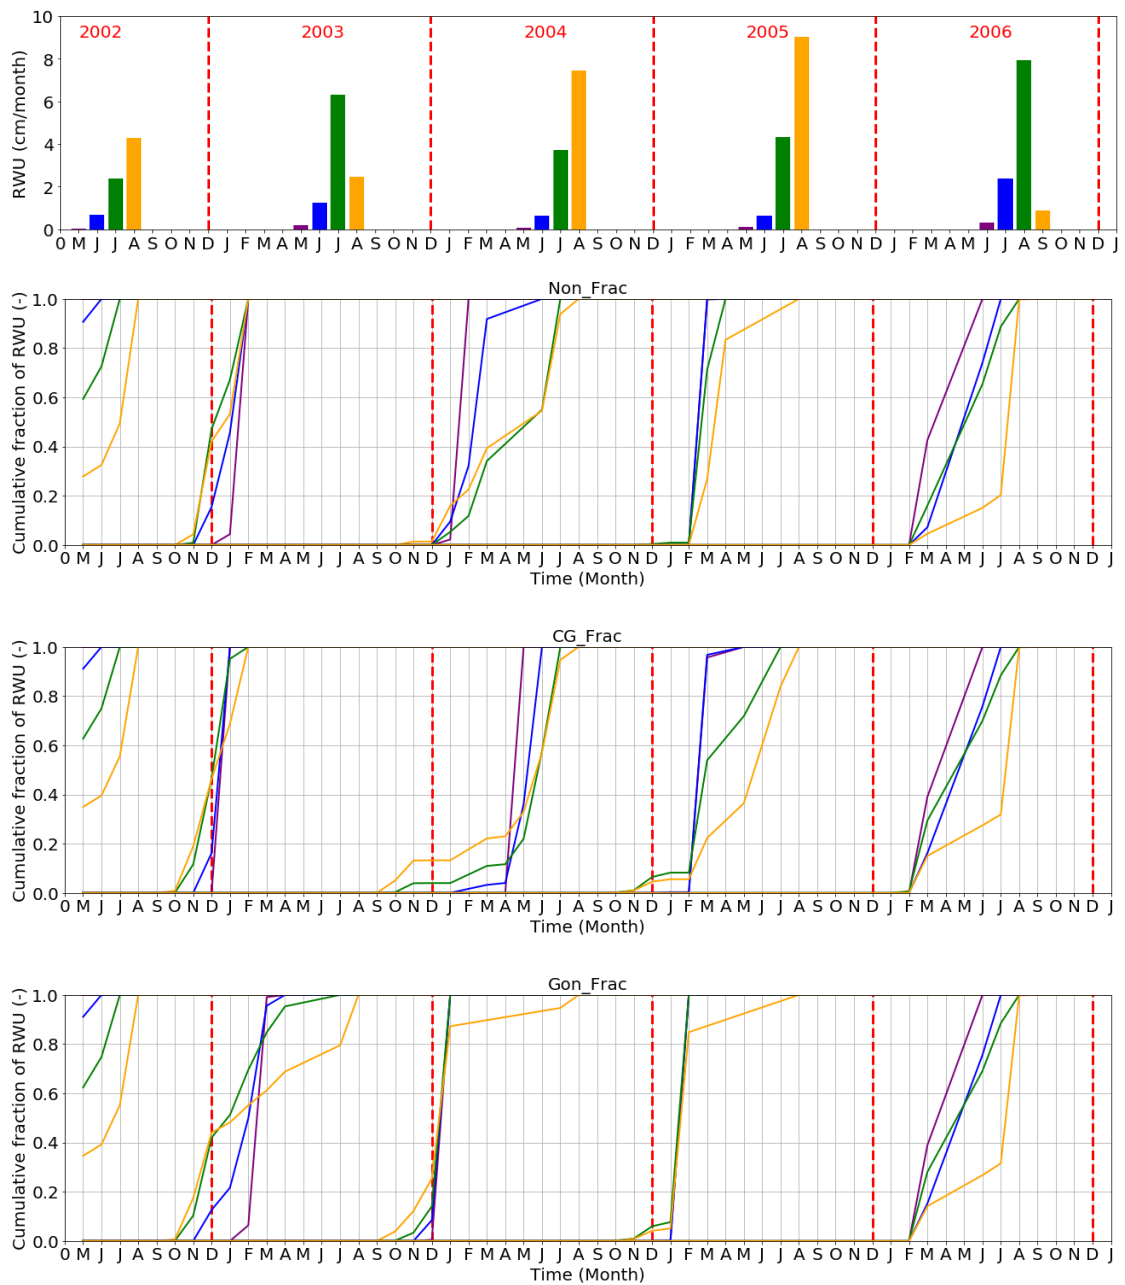 10
2002 2003 2004 2005 2006
8
6
4
2
0
RWU (cm/month)
0 M J J A S O N D J F M A M J J A S O N D J F M A M J J A S O N D J F M A M J J A S O N D J F M A M J J A S O N D J
Non_Frac
1.0
0.8
0.6
0.4
0.2
0.0
Cumulative fraction of RWU (-)
0 M J J A S O N D J F M A M J J A S O N D J F M A M J J A S O N D J F M A M J J A S O N D J F M A M J J A S O N D J
Time (Month)
CG_Frac
1.0
0.8
0.6
0.4
0.2
0.0
Cumulative fraction of RWU (-)
0 M J J A S O N D J F M A M J J A S O N D J F M A M J J A S O N D J F M A M J J A S O N D J F M A M J J A S O N D J
Time (Month)
Gon_Frac
1.0
0.8
0.6
0.4
0.2
0.0
Cumulative fraction of RWU (-)
0 M J J A S O N D J F M A M J J A S O N D J F M A M J J A S O N D J F M A M J J A S O N D J F M A M J J A S O N D J
Time (Month)